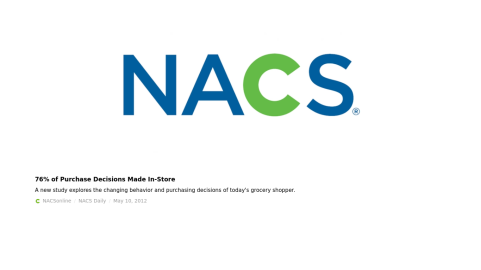 NACS®
76% of Purchase Decisions Made In-Store
A new study explores the changing behavior and purchasing decisions of today's grocery shopper.
C NACSonline · NACS Daily · May 10, 2012